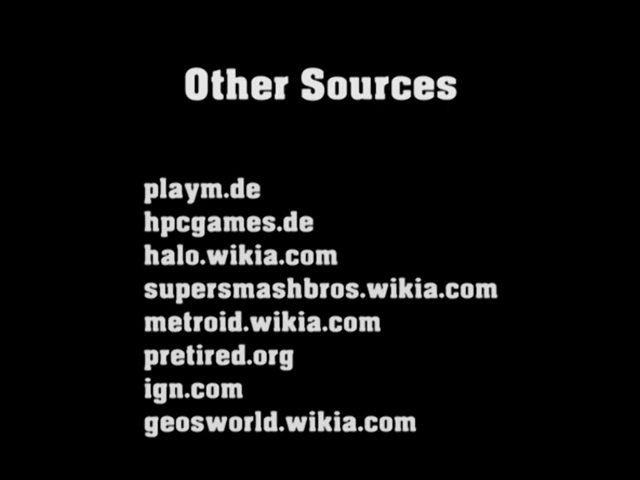 Other Sources
playm.de
hpcgames.de
halo.wikia.com
supersmashbros.wikia.com
metroid.wikia.com
pretired.org
ign.com
geosworld.wikia.com